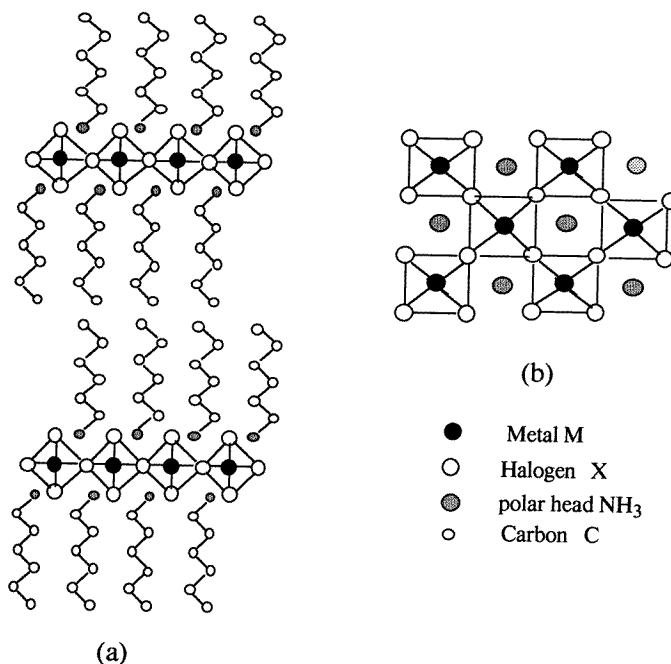 (b)
Metal M
Halogen X
polar head NH₃
Carbon C
(a)